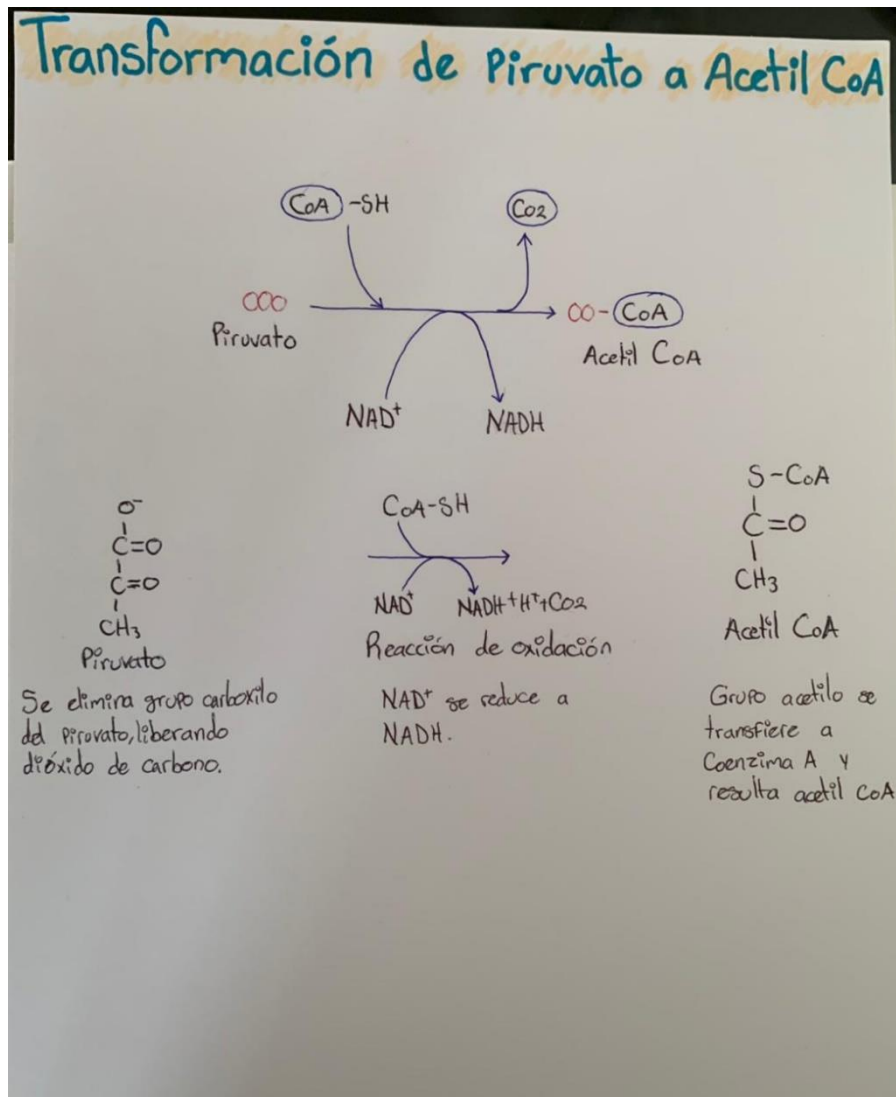 Transformación de Piruvato a Acetil CoA
CoA -SH
Co2
Piruvato
-CoA
Acetil CoA
NAD+
NADH
O-
C=O
C=O
CH3
Piruvato
CoA-SH
NAD+
NADH+H++CO2
Reacción de oxidación
S-CoA
C=O
CH3
Acetil CoA
Se elimina grupo carboxilo
del Piruvato, liberando
dióxido de carbono.
NAD+ se reduce a
NADH.
Grupo acetilo se
transfiere a
Coenzima A y
resulta acetil CoA